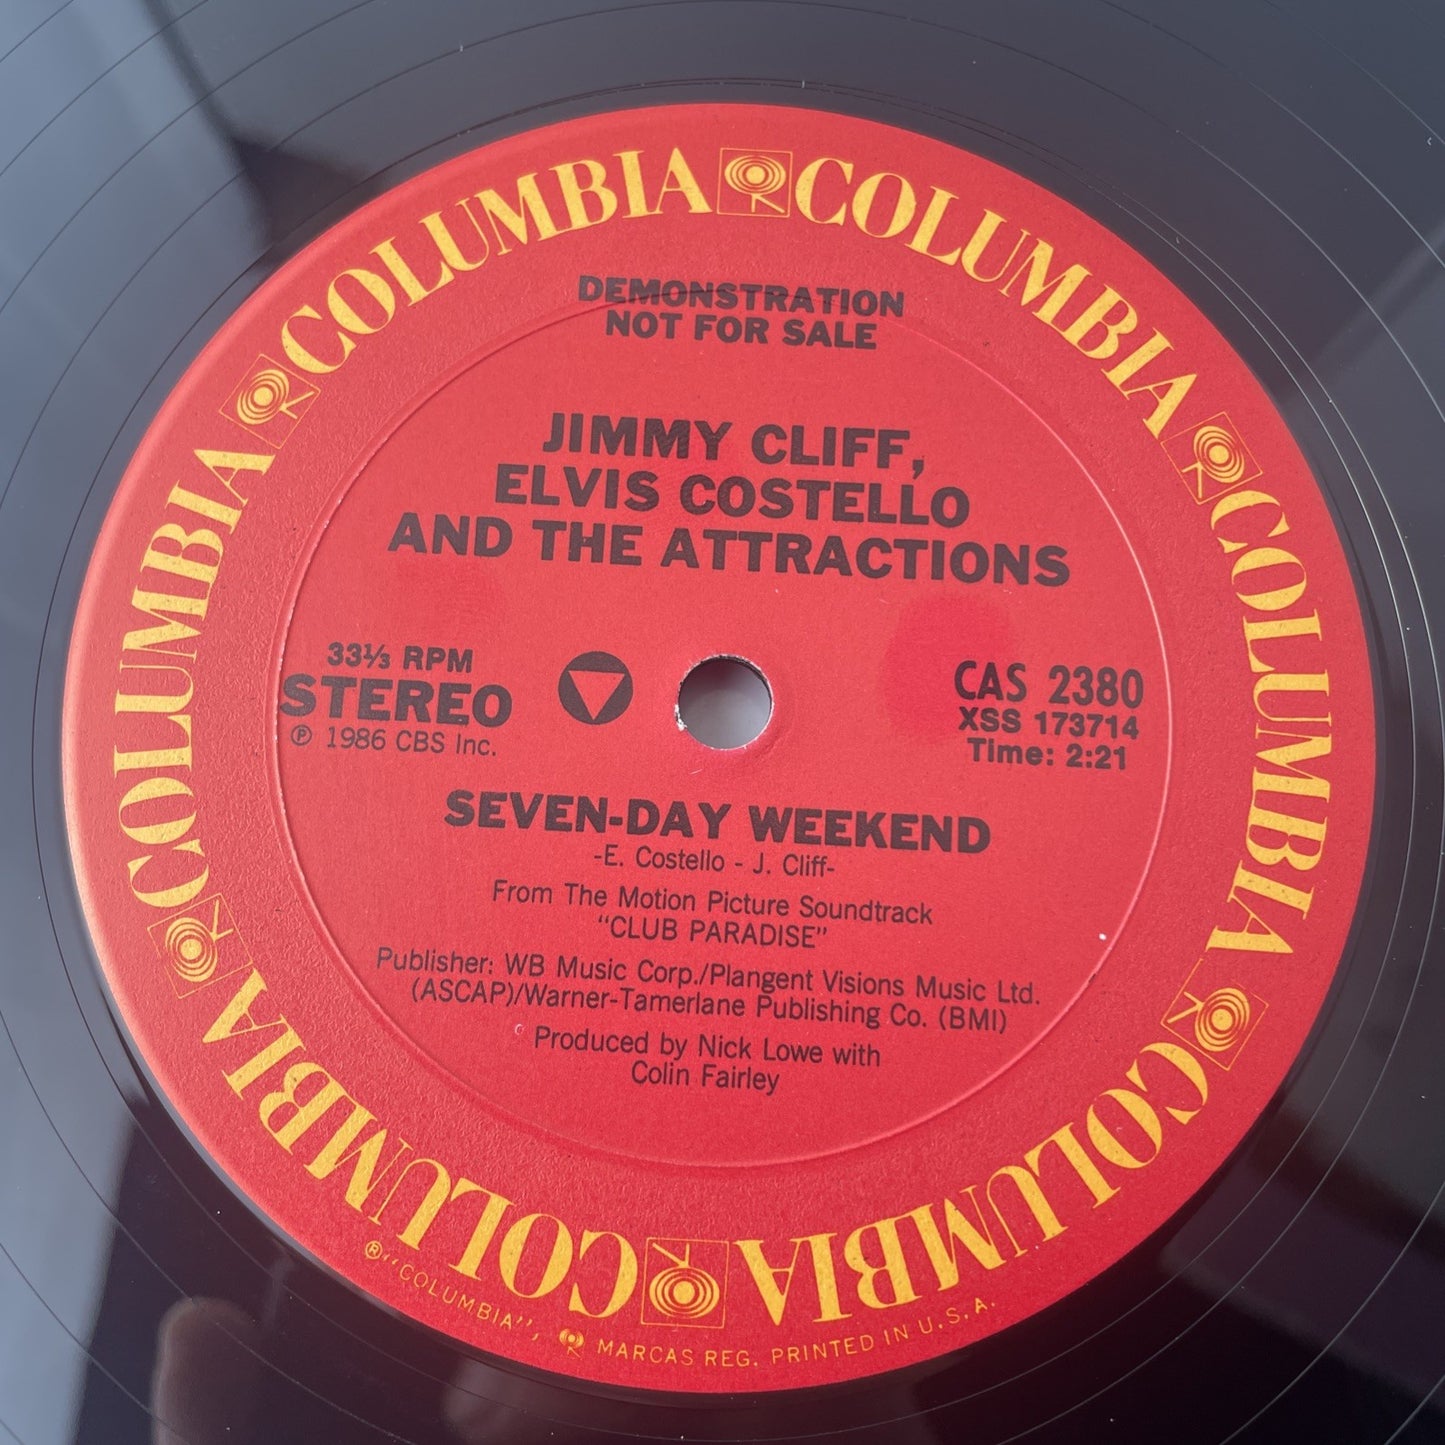 COLUMBIA COLUMBIA COLUMBIA COLUMBIA COLUMBIA COLUMBIA COLUMBIA
DEMONSTRATION
NOT FOR SALE
JIMMY CLIFF,
ELVIS COSTELLO
AND THE ATTRACTIONS
33⅓ RPM
STEREO
℗ 1986 CBS Inc.
CAS 2380
XSS 173714
Time: 2:21
SEVEN-DAY WEEKEND
-E. Costello - J. Cliff-
From The Motion Picture Soundtrack
"CLUB PARADISE"
Publisher: WB Music Corp./Plangent Visions Music Ltd.
(ASCAP)/Warner-Tamerlane Publishing Co. (BMI)
Produced by Nick Lowe with
Colin Fairley
® "COLUMBIA", MARCAS REG. PRINTED IN U.S.A.